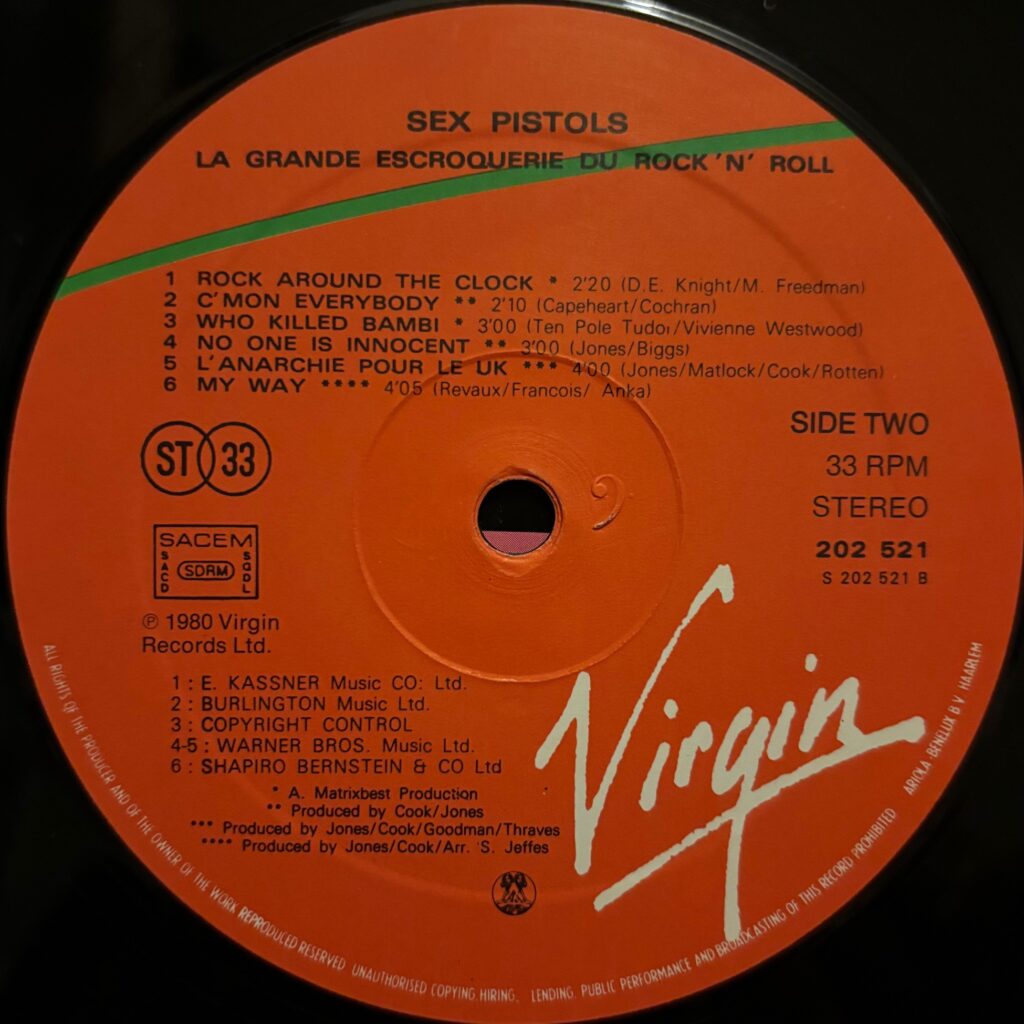 SEX PISTOLS
LA GRANDE ESCROQUERIE DU ROCK'N' ROLL
1 ROCK AROUND THE CLOCK * 2'20 (D.E. Knight/M. Freedman)
2 C'MON EVERYBODY ** 2'10 (Capeheart/Cochran)
3 WHO KILLED BAMBI * 3'00 (Ten Pole Tudor/Vivienne Westwood)
4 NO ONE IS INNOCENT ** 3'00 (Jones/Biggs)
5 L'ANARCHIE POUR LE UK *** 4'00 (Jones/Matlock/Cook/Rotten)
6 MY WAY **** 4'05 (Revaux/Francois/ Anka)
ST 33
SIDE TWO
33 RPM
STEREO
202 521
S 202 521 B
SACEM
SACD
SDRM
SGDL
℗ 1980 Virgin
Records Ltd.
1 : E. KASSNER Music CO: Ltd.
2 : BURLINGTON Music Ltd.
3 : COPYRIGHT CONTROL
4-5 : WARNER BROS. Music Ltd.
6 : SHAPIRO BERNSTEIN & CO Ltd
* A. Matrixbest Production
** Produced by Cook/Jones
*** Produced by Jones/Cook/Goodman/Thraves
**** Produced by Jones/Cook/Arr. S. Jeffes
Virgin
ALL RIGHTS OF THE PRODUCER AND OF THE OWNER OF THE WORK REPRODUCED RESERVED UNAUTHORISED COPYING. HIRING, LENDING. PUBLIC PERFORMANCE AND BROADCASTING OF THIS RECORD PROHIBITED ARIOLA-BENELUX B V HAARLEM